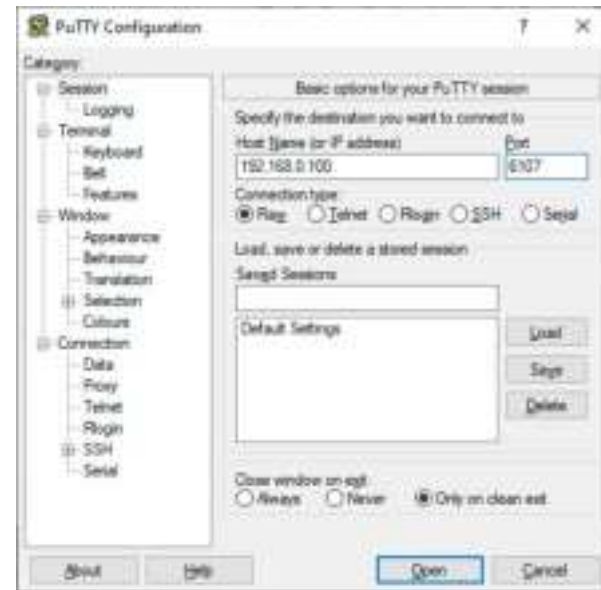 PuTTY Configuration
? ×
Category:
Session
Logging
Terminal
Keyboard
Bell
Features
Window
Appearance
Behaviour
Translation
Selection
Colours
Connection
Data
Proxy
Telnet
Rlogin
SSH
Serial
Basic options for your PuTTY session
Specify the destination you want to connect to
Host Name (or IP address) Port
192.168.0.100 6107
Connection type:
Raw Telnet Rlogin SSH Serial
Load, save or delete a stored session
Saved Sessions
Default Settings
Load
Save
Delete
Close window on exit:
Always Never Only on clean exit
About Help Open Cancel